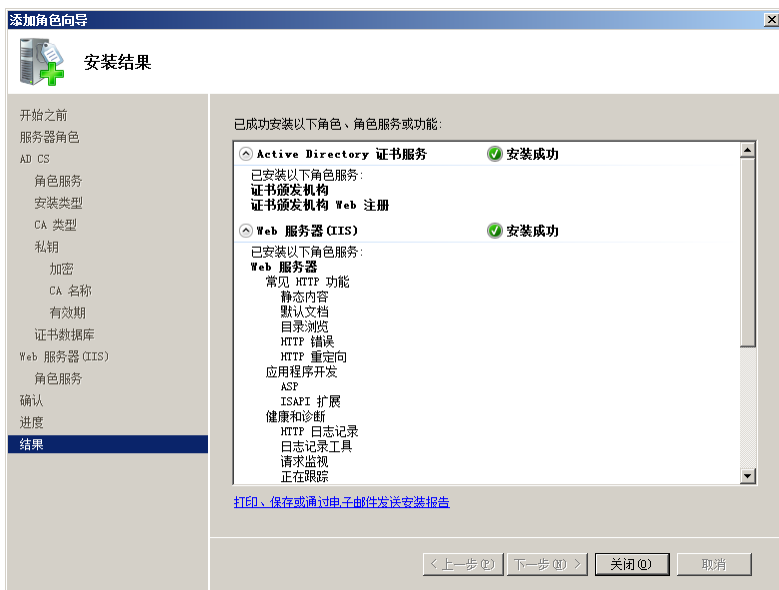 添加角色向导
安装结果
开始之前
服务器角色
AD CS
角色服务
安装类型
CA 类型
私钥
加密
CA 名称
有效期
证书数据库
Web 服务器(IIS)
角色服务
确认
进度
结果
已成功安装以下角色、角色服务或功能:
Active Directory 证书服务 安装成功
已安装以下角色服务:
证书颁发机构
证书颁发机构 Web 注册
Web 服务器(IIS) 安装成功
已安装以下角色服务:
Web 服务器
常见 HTTP 功能
静态内容
默认文档
目录浏览
HTTP 错误
HTTP 重定向
应用程序开发
ASP
ISAPI 扩展
健康和诊断
HTTP 日志记录
日志记录工具
请求监视
正在跟踪
打印、保存或通过电子邮件发送安装报告
< 上一步(P) 下一步(N) > 关闭(O) 取消